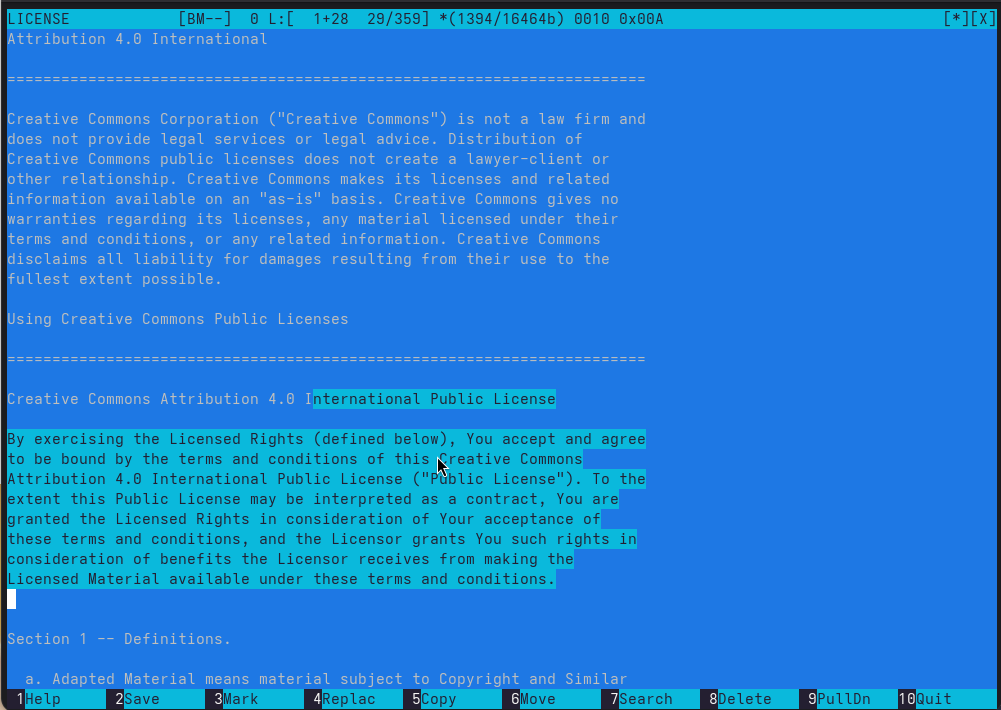 LICENSE [BM--] 0 L:[ 1+28 29/359] *(1394/16464b) 0010 0x00A [*][X]
Attribution 4.0 International
=======================================================================
Creative Commons Corporation ("Creative Commons") is not a law firm and
does not provide legal services or legal advice. Distribution of
Creative Commons public licenses does not create a lawyer-client or
other relationship. Creative Commons makes its licenses and related
information available on an "as-is" basis. Creative Commons gives no
warranties regarding its licenses, any material licensed under their
terms and conditions, or any related information. Creative Commons
disclaims all liability for damages resulting from their use to the
fullest extent possible.
Using Creative Commons Public Licenses
=======================================================================
Creative Commons Attribution 4.0 International Public License
By exercising the Licensed Rights (defined below), You accept and agree
to be bound by the terms and conditions of this Creative Commons
Attribution 4.0 International Public License ("Public License"). To the
extent this Public License may be interpreted as a contract, You are
granted the Licensed Rights in consideration of Your acceptance of
these terms and conditions, and the Licensor grants You such rights in
consideration of benefits the Licensor receives from making the
Licensed Material available under these terms and conditions.
Section 1 -- Definitions.
a. Adapted Material means material subject to Copyright and Similar
1Help 2Save 3Mark 4Replac 5Copy 6Move 7Search 8Delete 9PullDn 10Quit